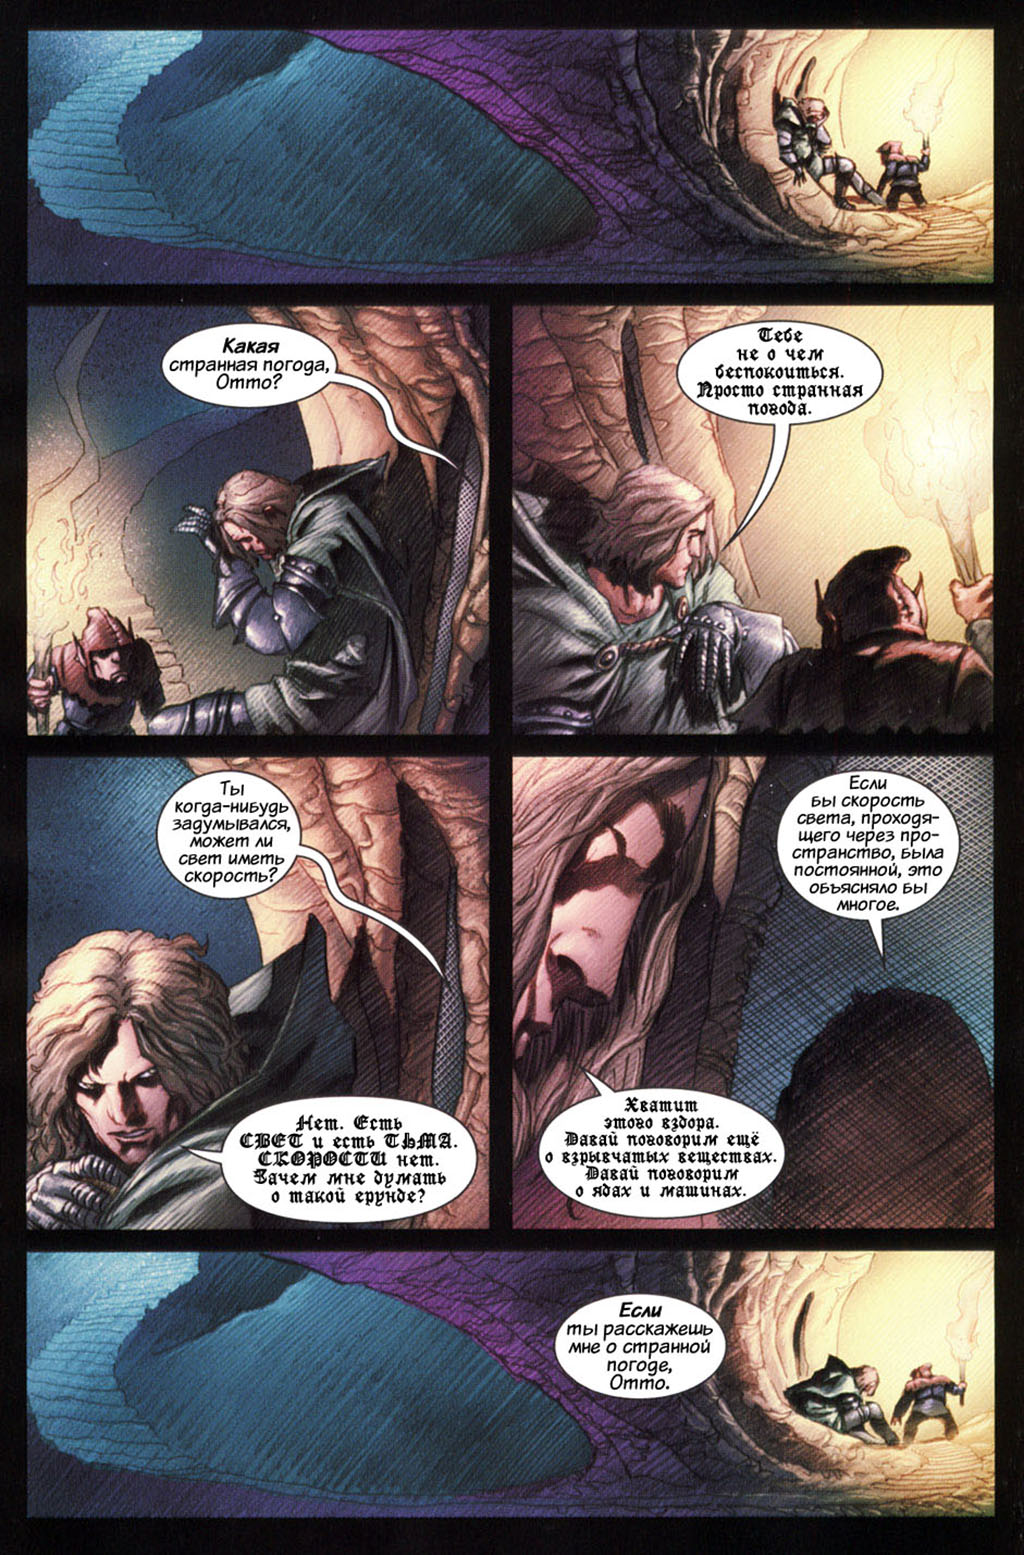 Какая
странная погода,
Отто?
Тебе
не о чем
беспокоиться.
Просто странная
погода.
Ты
когда-нибудь
задумывался,
может ли
свет иметь
скорость?
Нет. Есть
СВЕТ и есть ТЬМА.
СКОРОСТИ нет.
Зачем мне думать
о такой ерунде?
Если
бы скорость
света, проходя-
щего через про-
странство, была
постоянной, это
объясняло бы
многое.
Хватит
этого вздора.
Давай поговорим ещё
о взрывчатых веществах.
Давай поговорим
о ядах и машинах.
Если
ты расскажешь
мне о странной
погоде,
Отто.